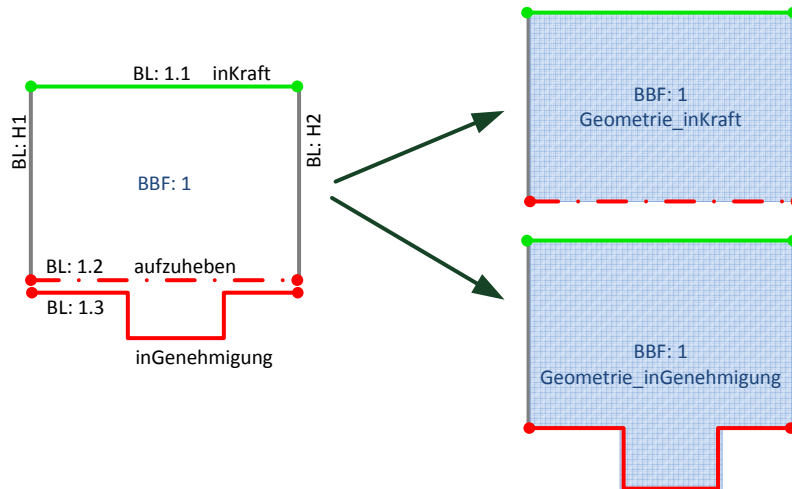 BL: 1.1 inKraft
BL: H1
BL: H2
BBF: 1
BL: 1.2 aufzuheben
BL: 1.3
inGenehmigung
BBF: 1
Geometrie_inKraft
BBF: 1
Geometrie_inGenehmigung